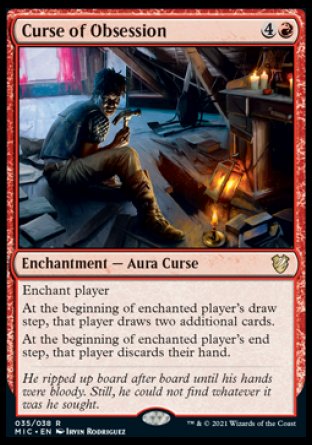 Curse of Obsession 4
Enchantment — Aura Curse
Enchant player
At the beginning of enchanted player's draw
step, that player draws two additional cards.
At the beginning of enchanted player's end
step, that player discards their hand.
He ripped up board after board until his hands
were bloody. Still, he could not find whatever it
was he sought.
035/038 R
MIC • EN Irvin Rodriguez
™ & © 2021 Wizards of the Coast